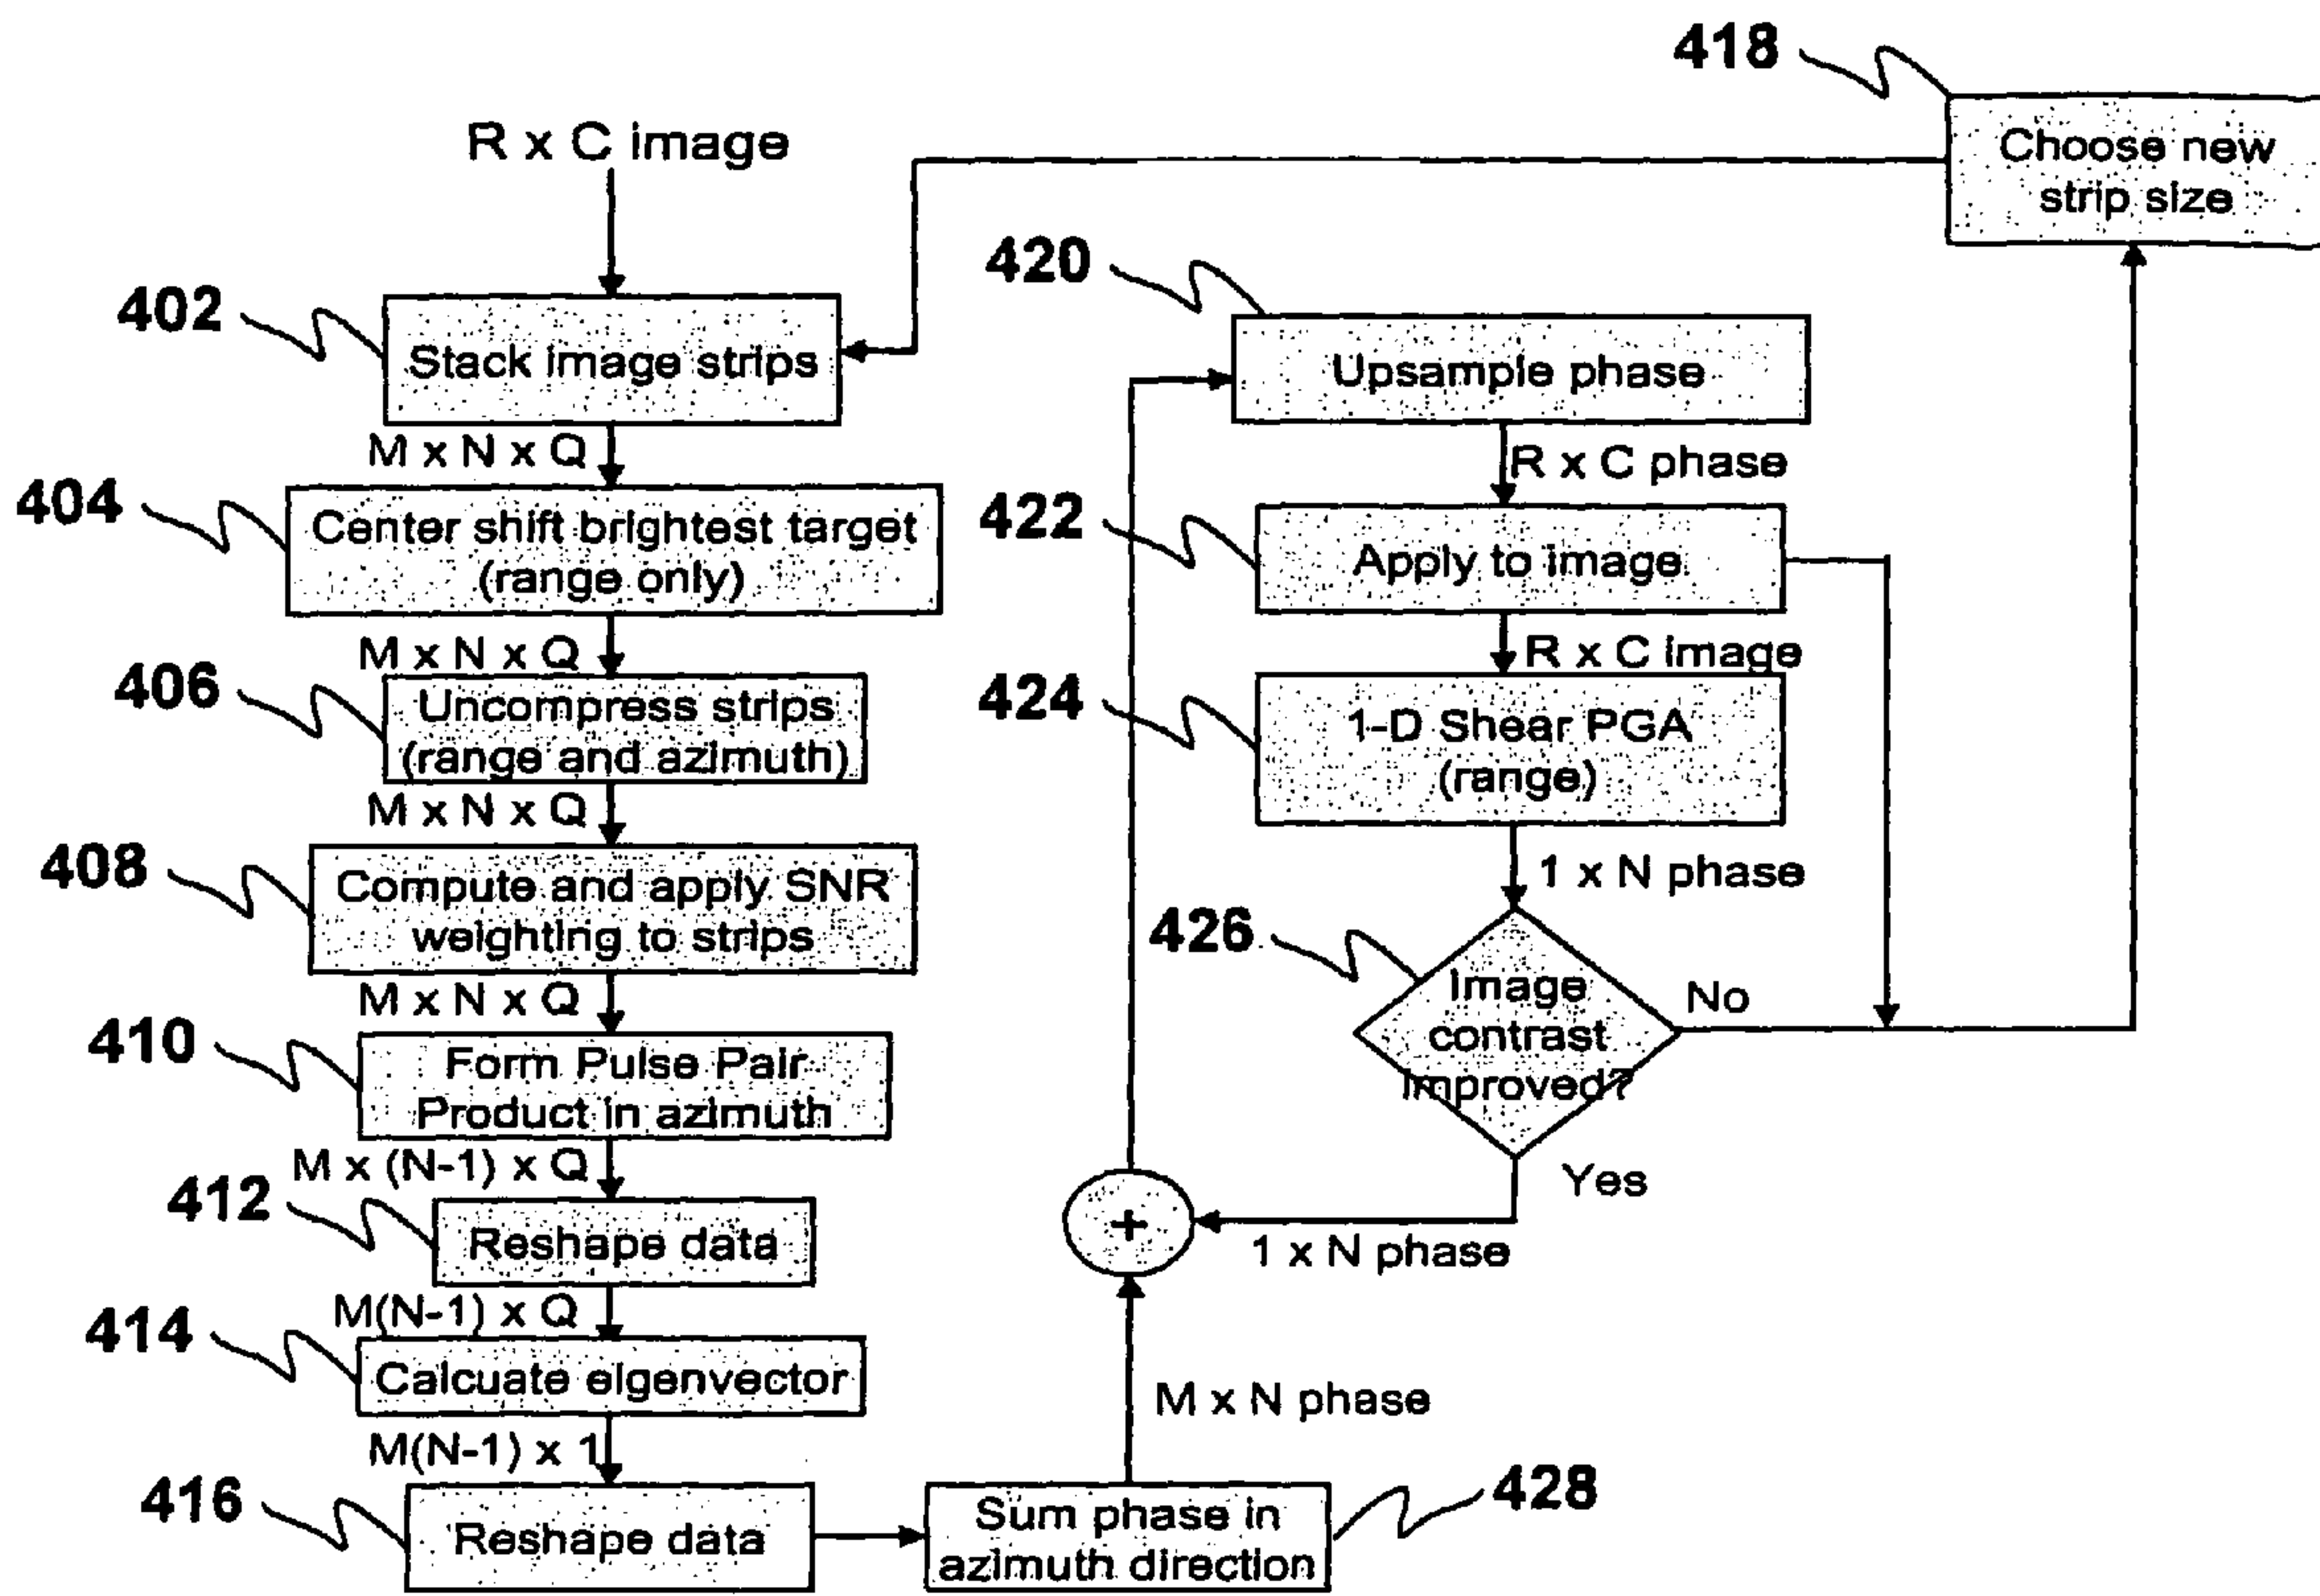 418
R x C image
Choose new
strip size
420
402
Stack image strips
Upsample phase
M x N x Q
R x C phase
404
Center shift brightest target
(range only)
422
Apply to image
M x N x Q
R x C image
406
Uncompress strips
(range and azimuth)
424
1-D Shear PGA
(range)
M x N x Q
1 x N phase
408
Compute and apply SNR
weighting to strips
426
Image
contrast
improved?
No
M x N x Q
410
Form Pulse Pair
Product in azimuth
Yes
M x (N-1) x Q
412
Reshape data
+
1 x N phase
M(N-1) x Q
414
Calcuate eigenvector
M x N phase
M(N-1) x 1
416
Reshape data
Sum phase in
azimuth direction
428